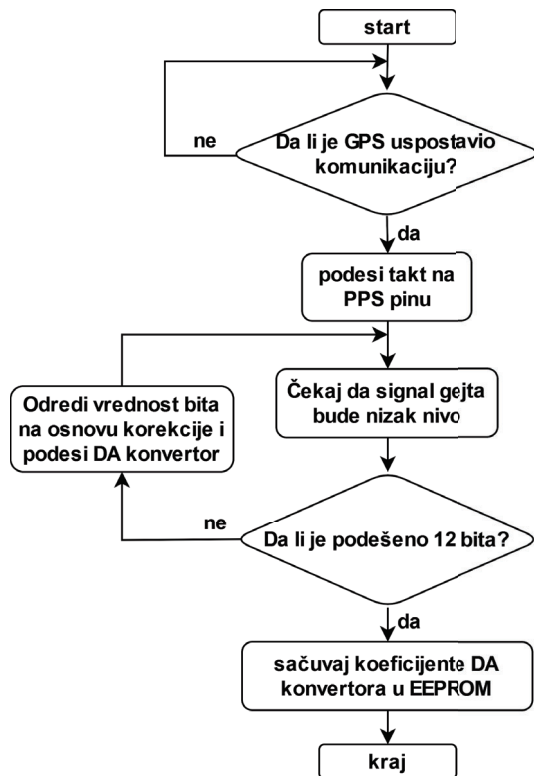 start
ne
Da li je GPS uspostavio
komunikaciju?
da
podesi takt na
PPS pinu
Odredi vrednost bita
na osnovu korekcije i
podesi DA konvertor
Čekaj da signal gejta
bude nizak nivo
ne
Da li je podešeno 12 bita?
da
sačuvaj koeficijente DA
konvertora u EEPROM
kraj